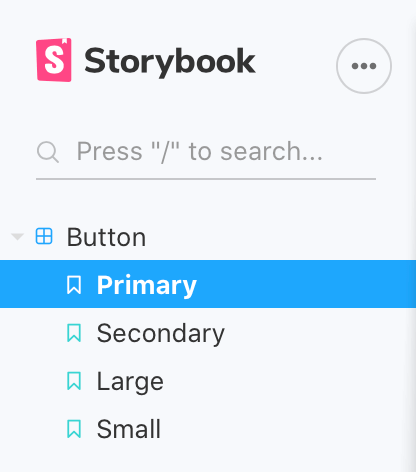 Storybook
Press "/" to search...
Button
Primary
Secondary
Large
Small